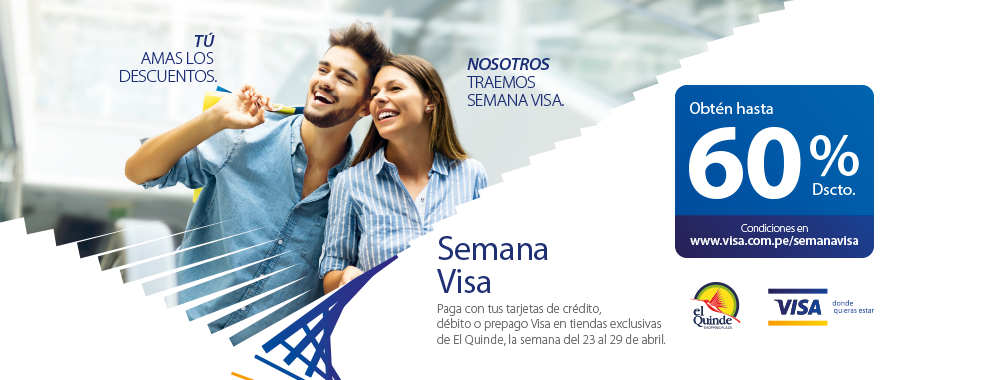 TÚ
AMAS LOS
DESCUENTOS.
NOSOTROS
TRAEMOS
SEMANA VISA.
Obtén hasta
60%
Dscto.
Condiciones en
www.visa.com.pe/semanavisa
Semana
Visa
Paga con tus tarjetas de crédito,
débito o prepago Visa en tiendas exclusivas
de El Quinde, la semana del 23 al 29 de abril.
el
Quinde
SHOPPING PLAZA
VISA
donde
quieras estar